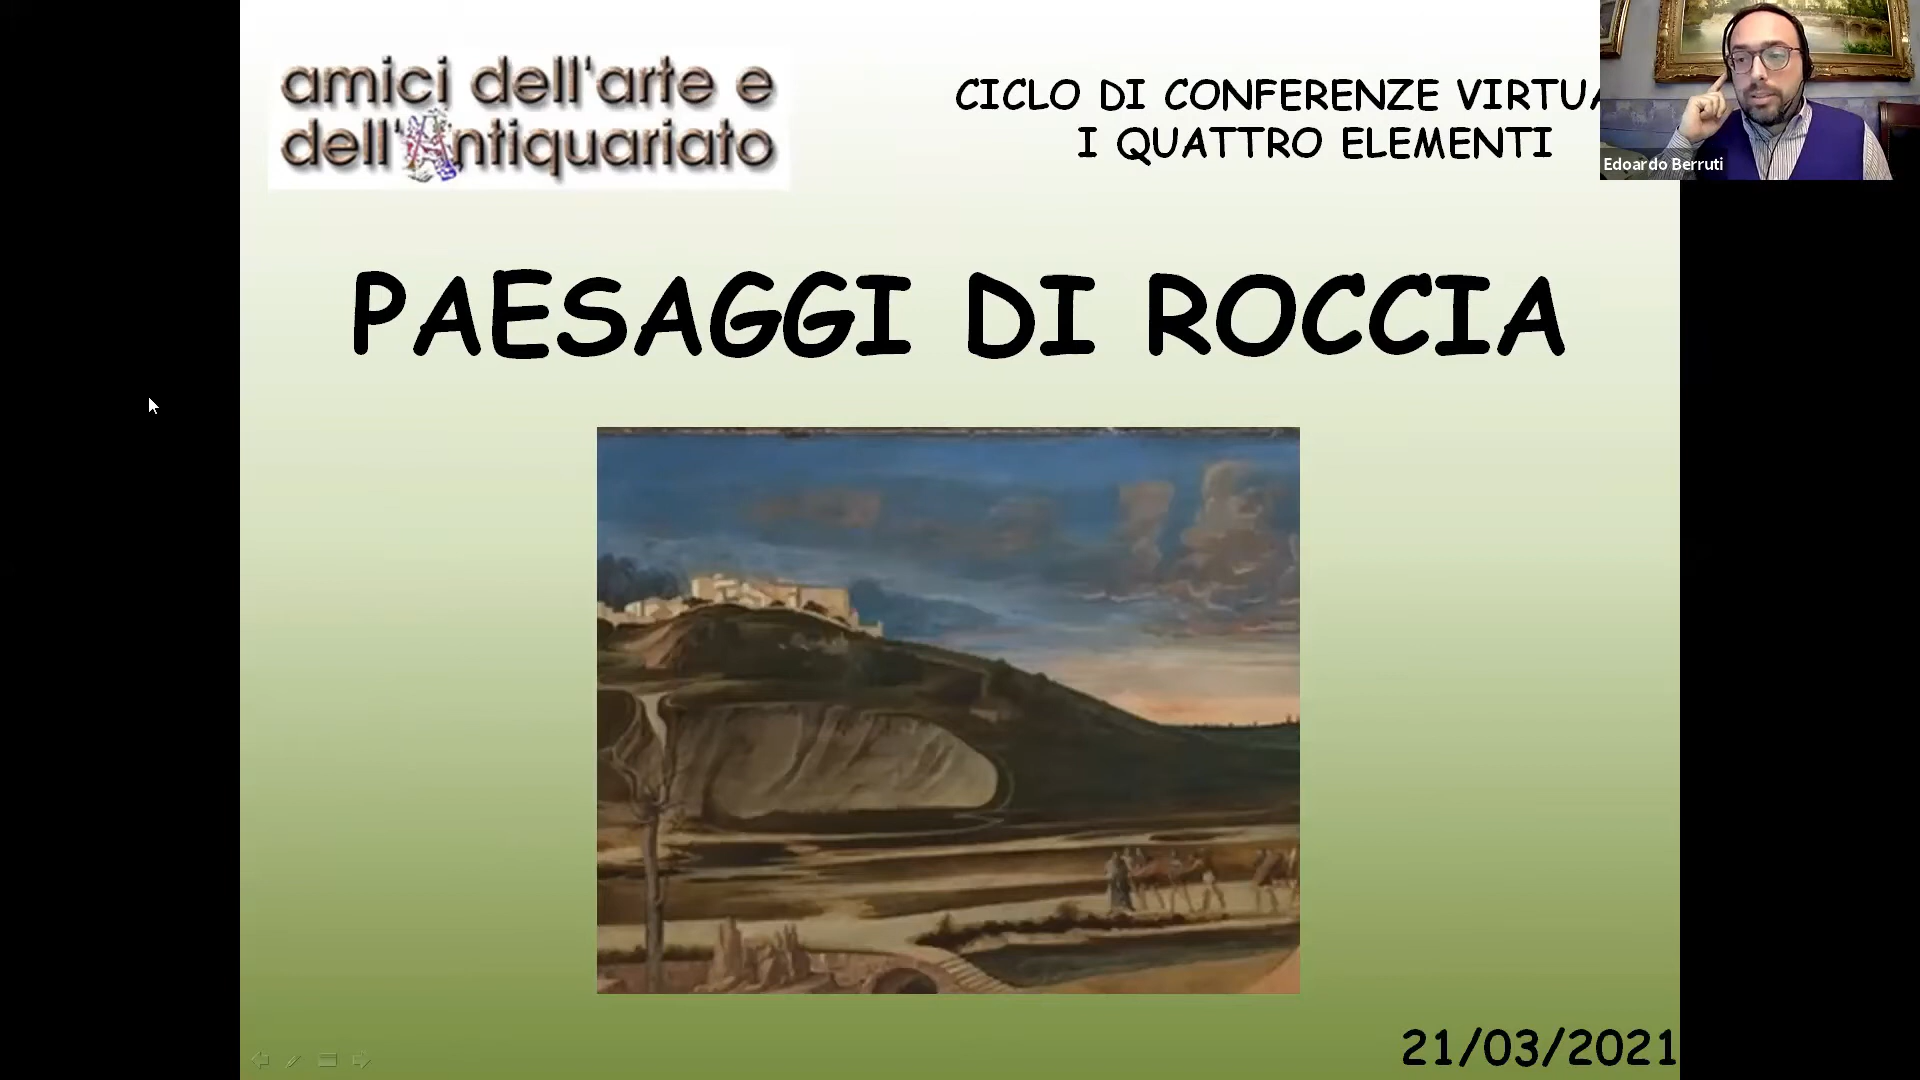 amici dell'arte e
dell'Antiquariato
CICLO DI CONFERENZE VIRTUA
I QUATTRO ELEMENTI
Edoardo Berruti
PAESAGGI DI ROCCIA
21/03/2021